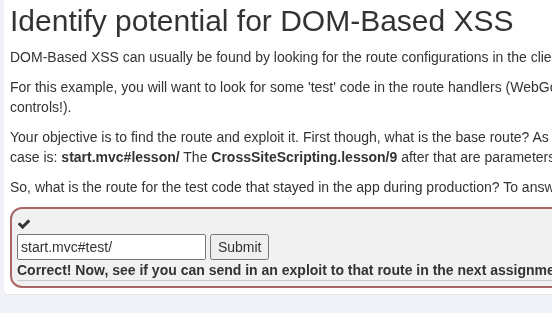 Identify potential for DOM-Based XSS
DOM-Based XSS can usually be found by looking for the route configurations in the clie
For this example, you will want to look for some 'test' code in the route handlers (WebGo
controls!).
Your objective is to find the route and exploit it. First though, what is the base route? As
case is: start.mvc#lesson/ The CrossSiteScripting.lesson/9 after that are parameters
So, what is the route for the test code that stayed in the app during production? To answ
✔
start.mvc#test/ Submit
Correct! Now, see if you can send in an exploit to that route in the next assignme